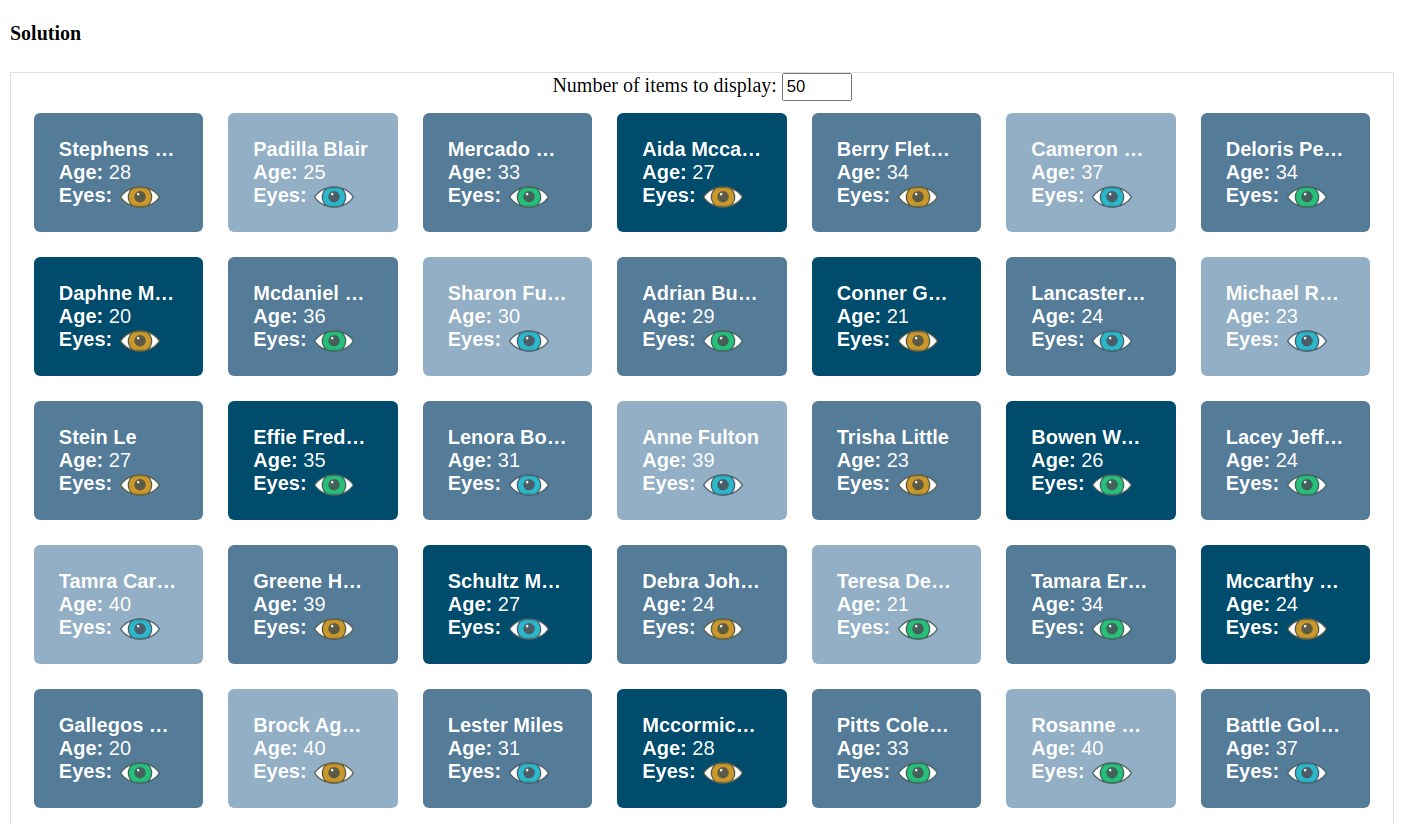 Solution
Number of items to display: 50
Stephens …
Age: 28
Eyes:
Padilla Blair
Age: 25
Eyes:
Mercado …
Age: 33
Eyes:
Aida Mcca…
Age: 27
Eyes:
Berry Flet…
Age: 34
Eyes:
Cameron …
Age: 37
Eyes:
Deloris Pe…
Age: 34
Eyes:
Daphne M…
Age: 20
Eyes:
Mcdaniel …
Age: 36
Eyes:
Sharon Fu…
Age: 30
Eyes:
Adrian Bu…
Age: 29
Eyes:
Conner G…
Age: 21
Eyes:
Lancaster…
Age: 24
Eyes:
Michael R…
Age: 23
Eyes:
Stein Le
Age: 27
Eyes:
Effie Fred…
Age: 35
Eyes:
Lenora Bo…
Age: 31
Eyes:
Anne Fulton
Age: 39
Eyes:
Trisha Little
Age: 23
Eyes:
Bowen W…
Age: 26
Eyes:
Lacey Jeff…
Age: 24
Eyes:
Tamra Car…
Age: 40
Eyes:
Greene H…
Age: 39
Eyes:
Schultz M…
Age: 27
Eyes:
Debra Joh…
Age: 24
Eyes:
Teresa De…
Age: 21
Eyes:
Tamara Er…
Age: 34
Eyes:
Mccarthy …
Age: 24
Eyes:
Gallegos …
Age: 20
Eyes:
Brock Ag…
Age: 40
Eyes:
Lester Miles
Age: 31
Eyes:
Mccormic…
Age: 28
Eyes:
Pitts Cole…
Age: 33
Eyes:
Rosanne …
Age: 40
Eyes:
Battle Gol…
Age: 37
Eyes: